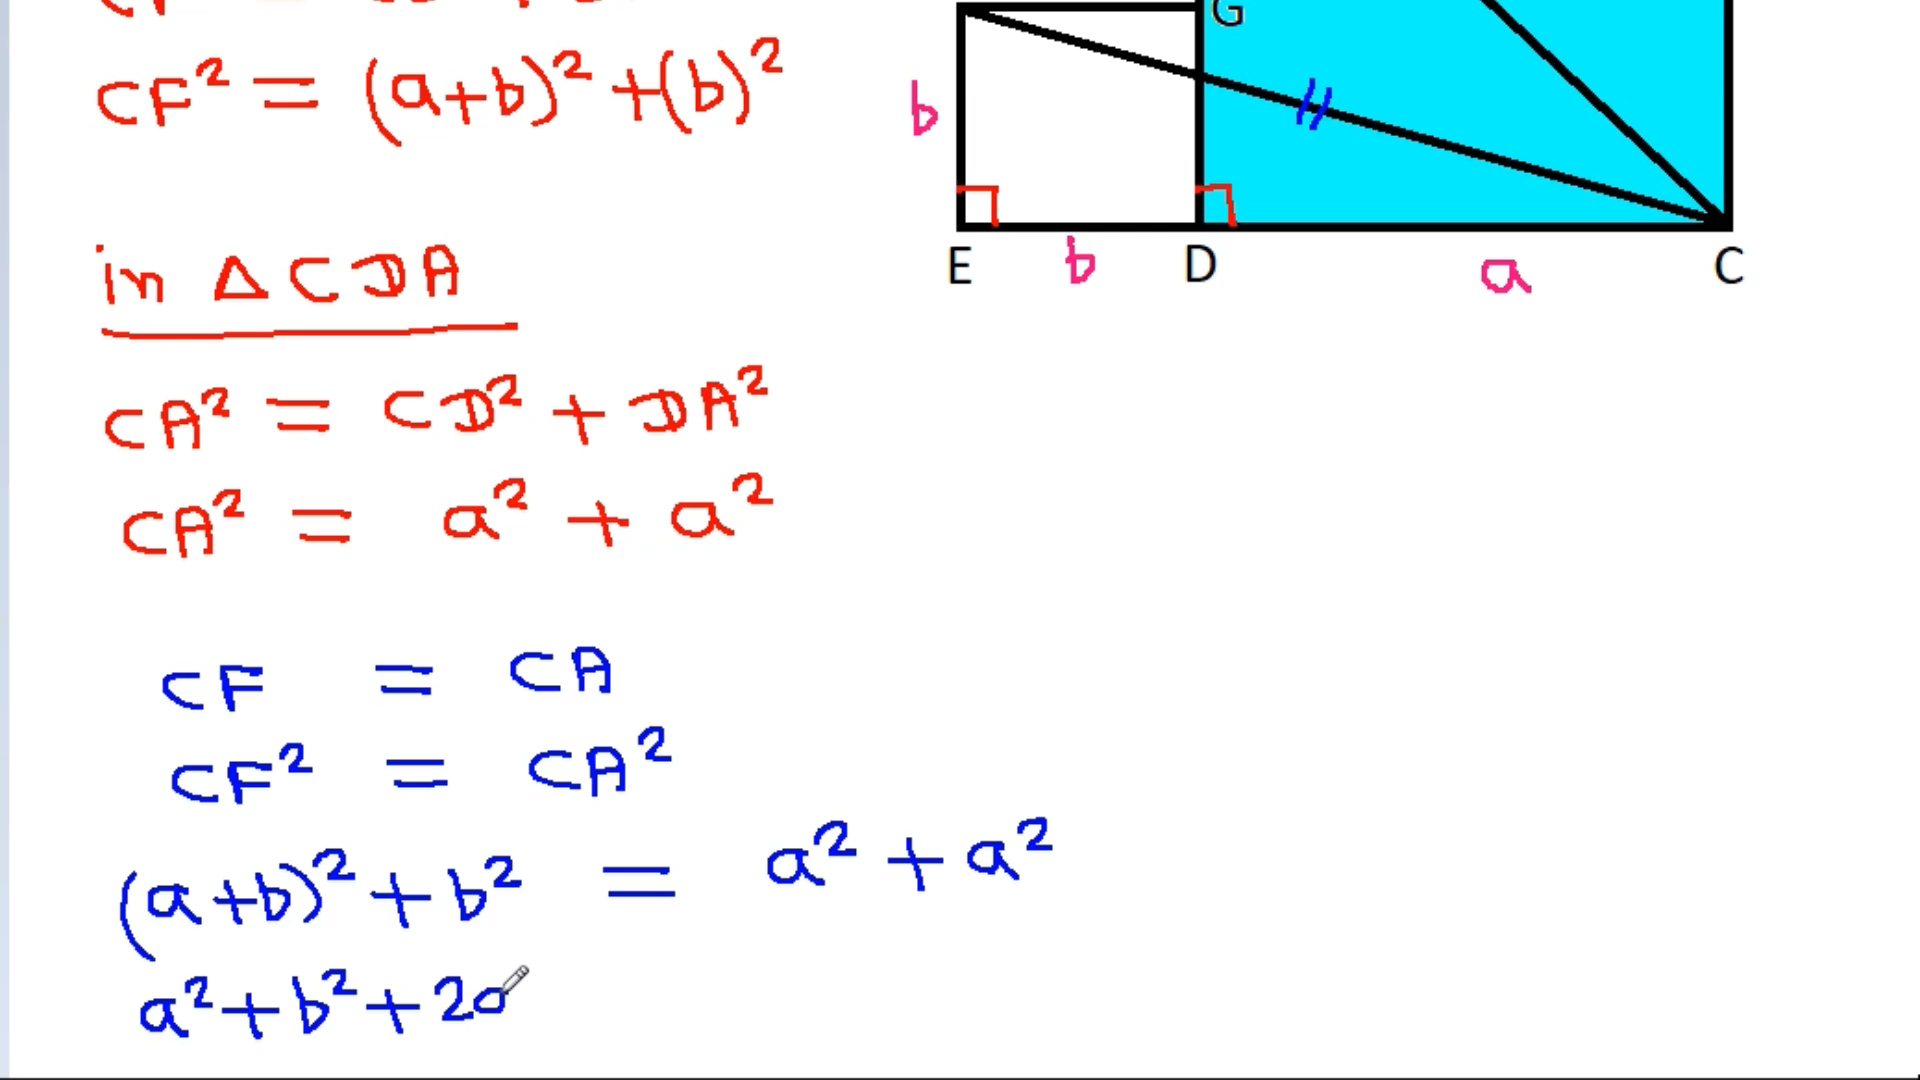 CF² = (a+b)² + (b)²
in Δ CDA
CA² = CD² + DA²
CA² = a² + a²
CF = CA
CF² = CA²
(a+b)² + b² = a² + a²
a² + b² + 2a
G
b
E b D a C